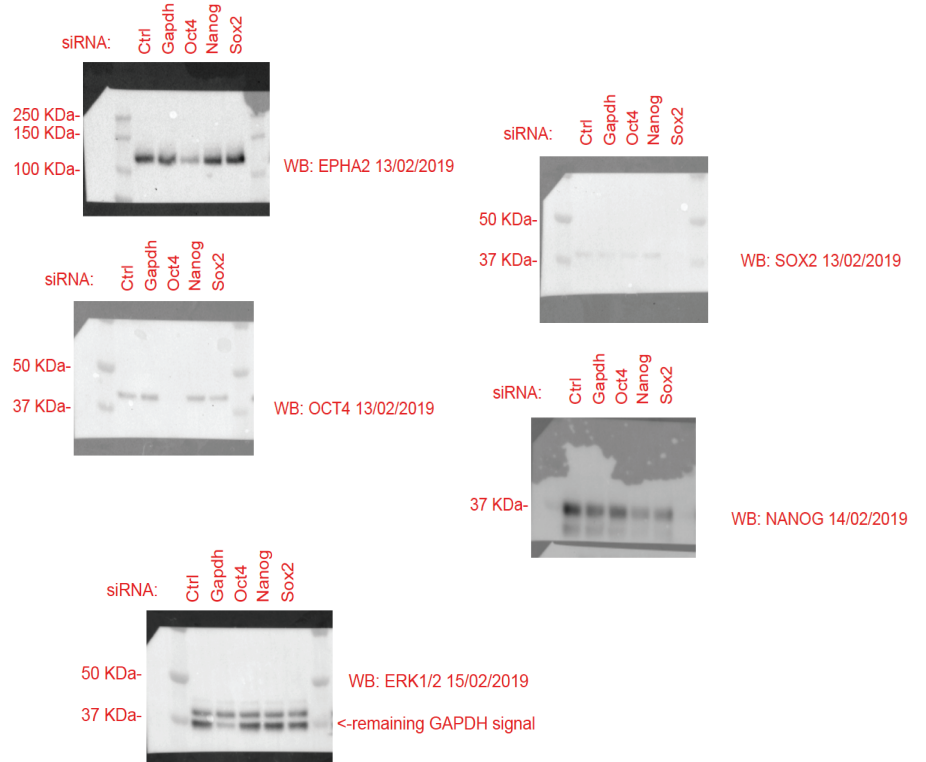 siRNA: Ctrl Gapdh Oct4 Nanog Sox2
250 KDa-
150 KDa-
100 KDa-
WB: EPHA2 13/02/2019
siRNA: Ctrl Gapdh Oct4 Nanog Sox2
50 KDa-
37 KDa-
WB: SOX2 13/02/2019
siRNA: Ctrl Gapdh Oct4 Nanog Sox2
50 KDa-
37 KDa-
WB: OCT4 13/02/2019
siRNA: Ctrl Gapdh Oct4 Nanog Sox2
37 KDa-
WB: NANOG 14/02/2019
siRNA: Ctrl Gapdh Oct4 Nanog Sox2
50 KDa-
WB: ERK1/2 15/02/2019
37 KDa-
<-remaining GAPDH signal